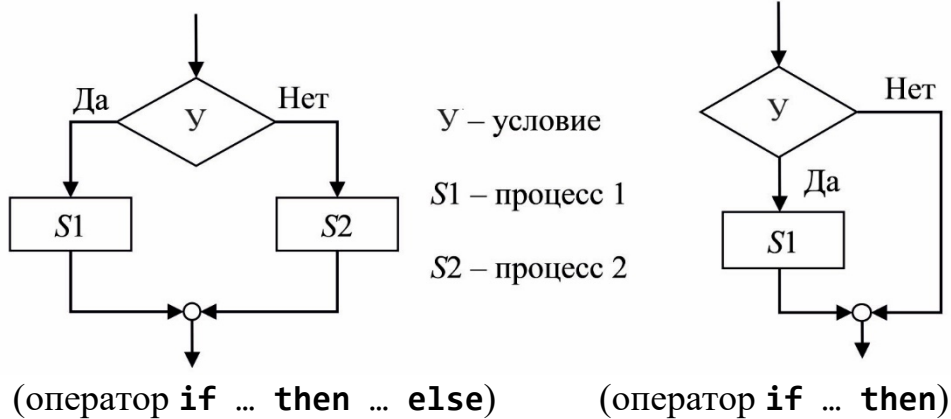 Да
У
Нет
S1
S2
У – условие
S1 – процесс 1
S2 – процесс 2
У
Нет
Да
S1
(оператор if … then … else)
(оператор if … then)